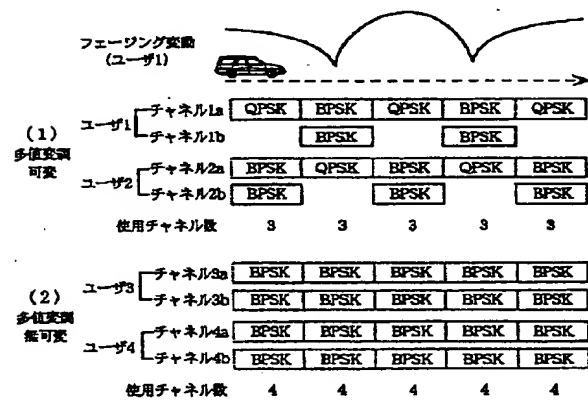 フェージング変動
(ユーザ1)
(1)
多値変調
可変
ユーザ1
チャネル1a QPSK BPSK QPSK BPSK QPSK
チャネル1b BPSK BPSK
ユーザ2
チャネル2a BPSK QPSK BPSK QPSK BPSK
チャネル2b BPSK BPSK BPSK
使用チャネル数 3 3 3 3 3
(2)
多値変調
無可変
ユーザ3
チャネル3a BPSK BPSK BPSK BPSK BPSK
チャネル3b BPSK BPSK BPSK BPSK BPSK
ユーザ4
チャネル4a BPSK BPSK BPSK BPSK BPSK
チャネル4b BPSK BPSK BPSK BPSK BPSK
使用チャネル数 4 4 4 4 4